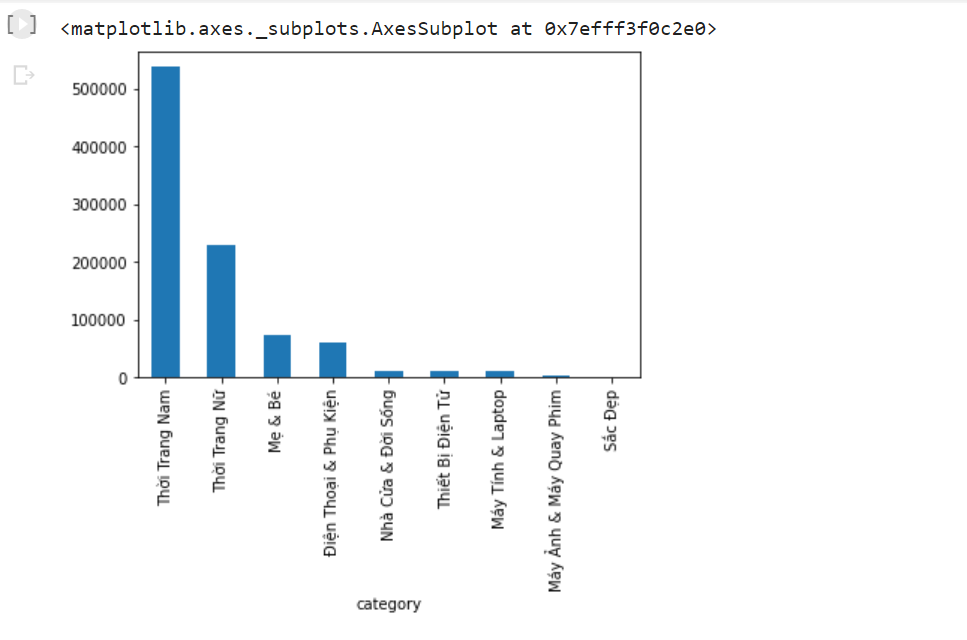 [ ] <matplotlib.axes._subplots.AxesSubplot at 0x7efff3f0c2e0>
500000
400000
300000
200000
100000
0
Thời Trang Nam
Thời Trang Nữ
Mẹ & Bé
Điện Thoại & Phụ Kiện
Nhà Cửa & Đời Sống
Thiết Bị Điện Tử
Máy Tính & Laptop
Máy Ảnh & Máy Quay Phim
Sắc Đẹp
category